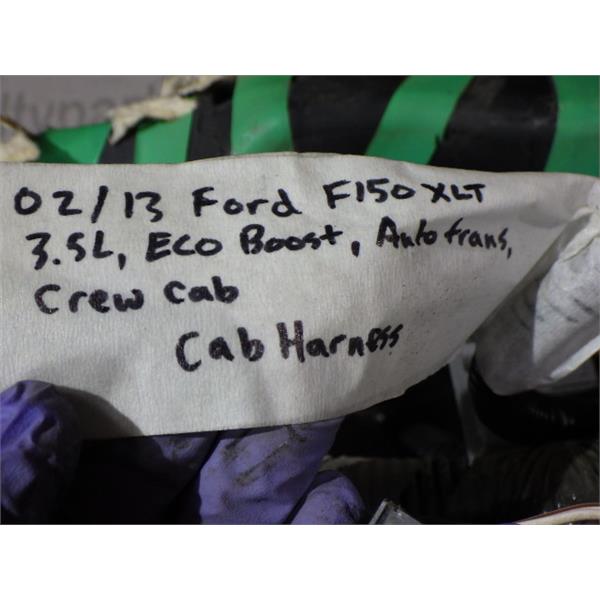 02/13 Ford F150 XLT
3.5L, ECO Boost, Auto trans,
Crew Cab
Cab Harness